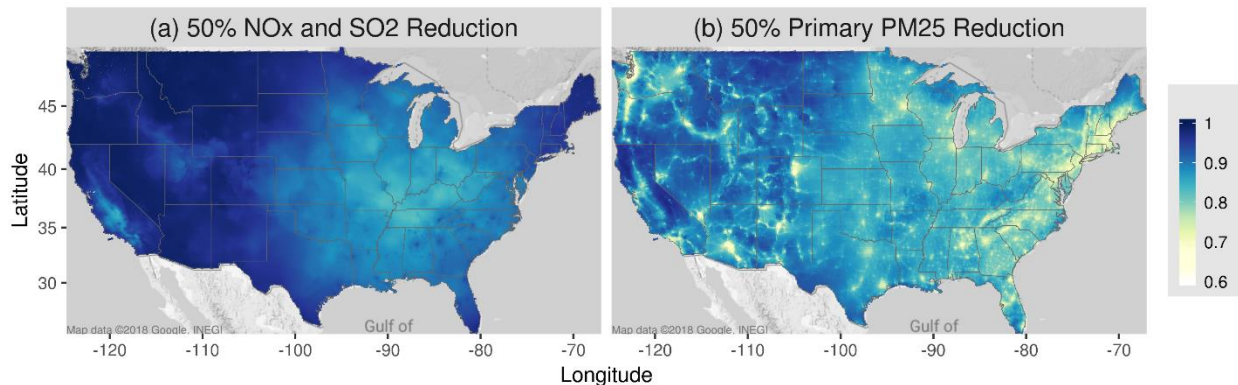 (a) 50% NOx and SO2 Reduction
(b) 50% Primary PM25 Reduction
Latitude
45
40
35
30
Map data ©2018 Google, INEGI
Gulf of
Map data ©2018 Google, INEGI
Gulf of
-120
-110
-100
-90
-80
-70
-120
-110
-100
-90
-80
-70
Longitude
1
0.9
0.8
0.7
0.6